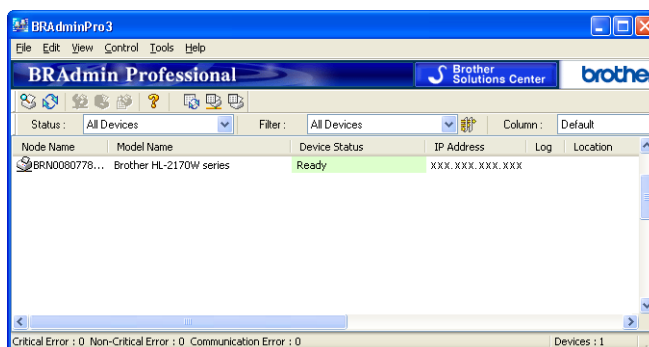 BRAdminPro3
File Edit View Control Tools Help
BRAdmin Professional Brother Solutions Center brothe
Status : All Devices Filter : All Devices Column : Default
Node Name Model Name Device Status IP Address Log Location
BRN0080778... Brother HL-2170W series Ready XXX.XXX.XXX.XXX
Critical Error : 0 Non-Critical Error : 0 Communication Error : 0 Devices : 1